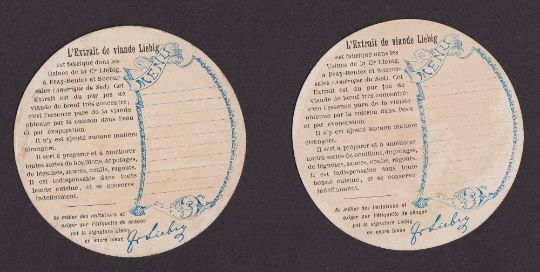 L'Extrait de viande Liebig
est fabriqué dans les
Usines de la Cie Liebig,
à Fray-Bentos et Succur-
sales (Amérique du Sud). Cet
Extrait est du pur jus de
viande de bœuf très concentré;
c'est l'essence pure de la viande
obtenue par la cuisson dans l'eau
et par évaporation.
Il n'y est ajouté aucune matière
étrangère.
Il sert à préparer et à améliorer
toutes sortes de bouillons, de potages,
de légumes, sauces, coulis, ragoûts.
Il est indispensable dans toute
bonne cuisine, et se conserve
indéfiniment.
MENU
Se méfier des imitations et
exiger sur l'étiquette de chaque
pot la signature Liebig
en encre bleue
JvLiebig
L'Extrait de viande Liebig
est fabriqué dans les
Usines de la Cie Liebig,
à Fray-Bentos et Succur-
sales (Amérique du Sud). Cet
Extrait est du pur jus de
viande de bœuf très concentré;
c'est l'essence pure de la viande
obtenue par la cuisson dans l'eau
et par évaporation.
Il n'y est ajouté aucune matière
étrangère.
Il sert à préparer et à améliorer
toutes sortes de bouillons, de potages,
de légumes, sauces, coulis, ragoûts.
Il est indispensable dans toute
bonne cuisine, et se conserve
indéfiniment.
MENU
Se méfier des imitations et
exiger sur l'étiquette de chaque
pot la signature Liebig
en encre bleue
JvLiebig